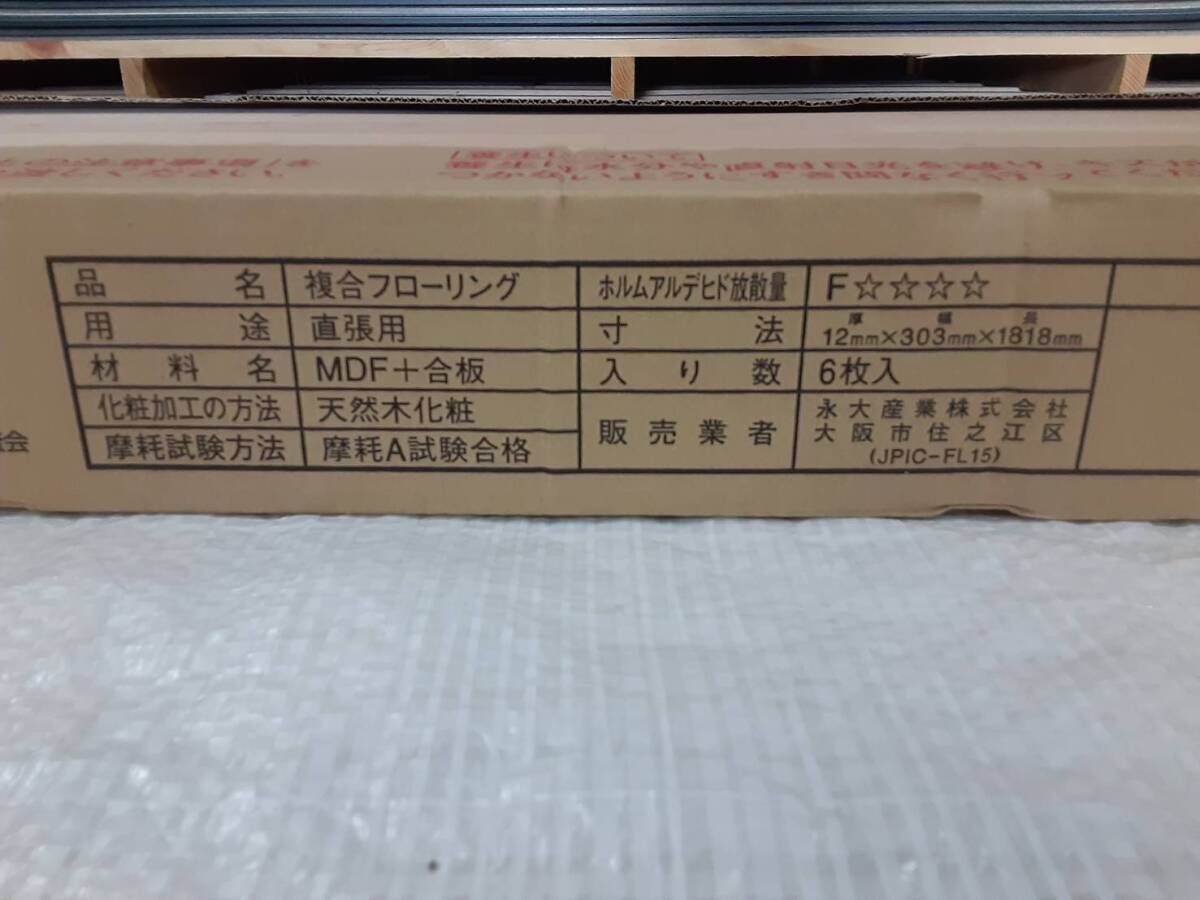 品名 複合フローリング ホルムアルデヒド放散量 F☆☆☆☆
用途 直張用 寸法 厚 幅 長
12mm×303mm×1818mm
材料名 MDF+合板 入り数 6枚入
化粧加工の方法 天然木化粧 販売業者 永大産業株式会社
大阪市住之江区
摩耗試験方法 摩耗A試験合格 (JPIC-FL15)
会